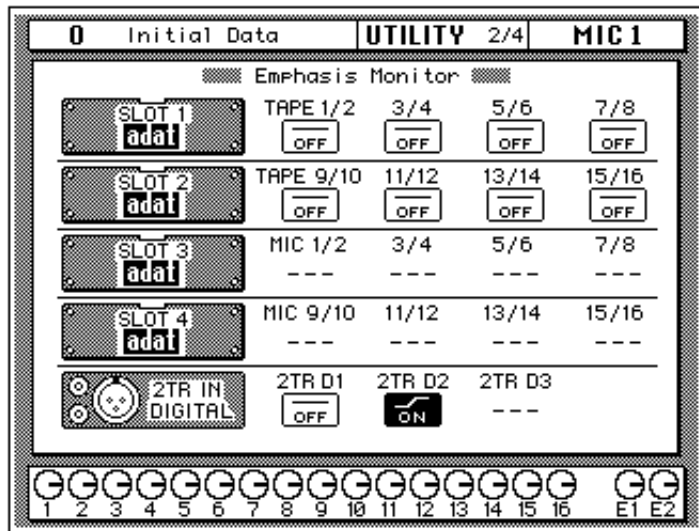 0 Initial Data UTILITY 2/4 MIC 1
Emphasis Monitor
SLOT 1 TAPE 1/2 3/4 5/6 7/8
adat OFF OFF OFF OFF
SLOT 2 TAPE 9/10 11/12 13/14 15/16
adat OFF OFF OFF OFF
SLOT 3 MIC 1/2 3/4 5/6 7/8
adat --- --- --- ---
SLOT 4 MIC 9/10 11/12 13/14 15/16
adat --- --- --- ---
2TR IN 2TR D1 2TR D2 2TR D3
DIGITAL OFF ON ---
1 2 3 4 5 6 7 8 9 10 11 12 13 14 15 16 E1 E2